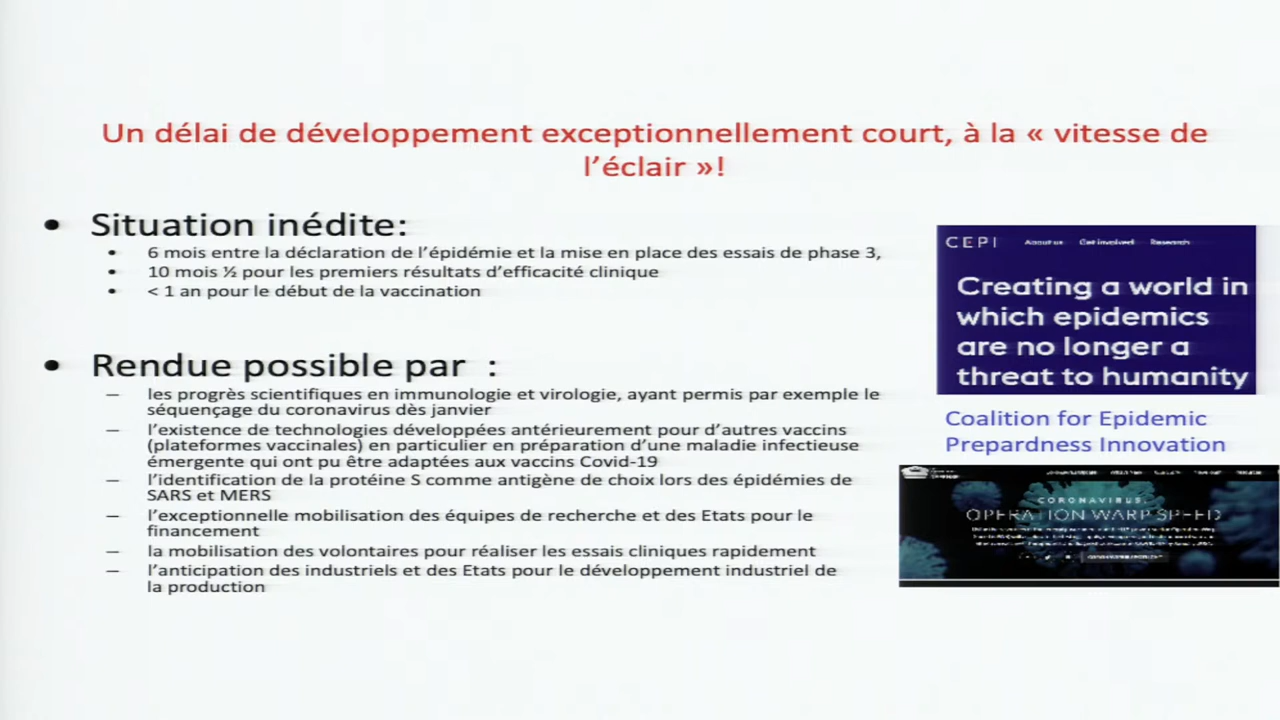 Un délai de développement exceptionnellement court, à la « vitesse de
l’éclair »!
• Situation inédite:
• 6 mois entre la déclaration de l’épidémie et la mise en place des essais de phase 3,
• 10 mois ½ pour les premiers résultats d’efficacité clinique
• < 1 an pour le début de la vaccination
• Rendue possible par :
– les progrès scientifiques en immunologie et virologie, ayant permis par exemple le
séquençage du coronavirus dès janvier
– l’existence de technologies développées antérieurement pour d’autres vaccins
(plateformes vaccinales) en particulier en préparation d’une maladie infectieuse
émergente qui ont pu être adaptées aux vaccins Covid-19
– l’identification de la protéine S comme antigène de choix lors des épidémies de
SARS et MERS
– l’exceptionnelle mobilisation des équipes de recherche et des Etats pour le
financement
– la mobilisation des volontaires pour réaliser les essais cliniques rapidement
– l’anticipation des industriels et des Etats pour le développement industriel de
la production
CEPI About us Get involved Research
Creating a world in
which epidemics
are no longer a
threat to humanity
Coalition for Epidemic
Prepardness Innovation
CORONAVIRUS:
OPERATION WARP SPEED